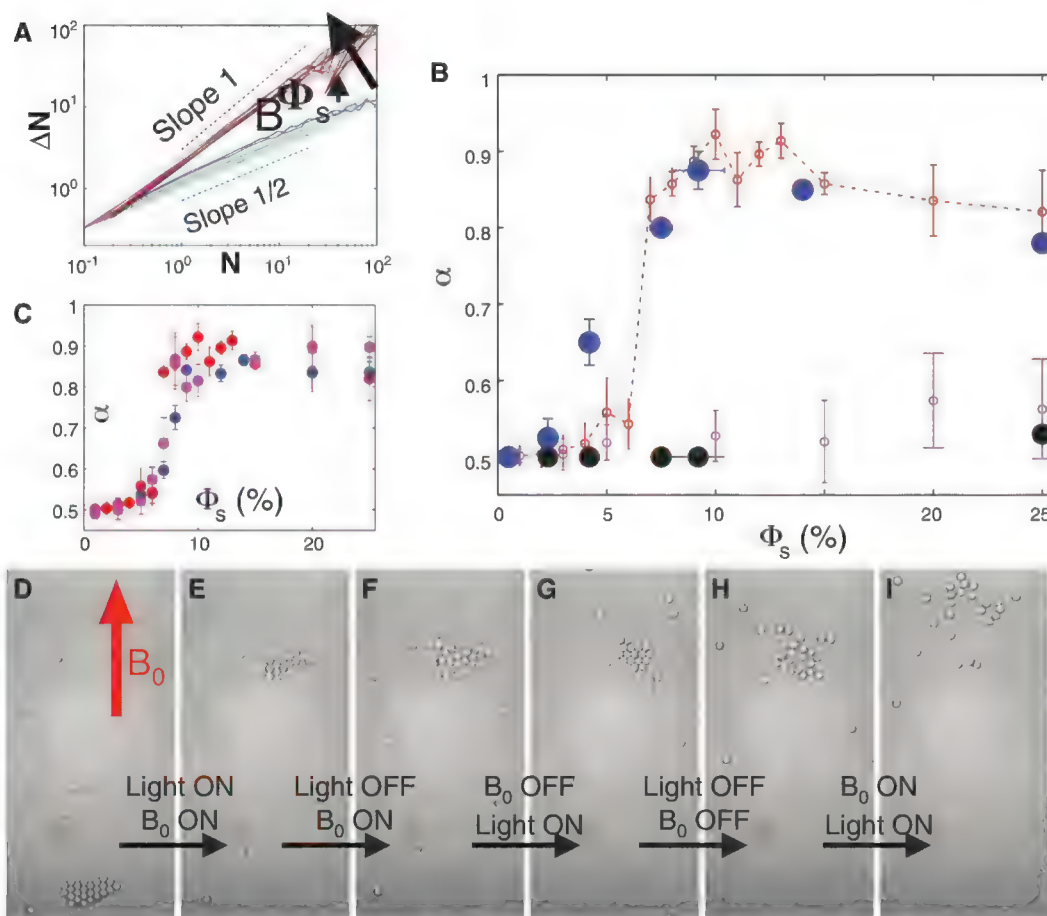 A
10²
10¹
10⁰
ΔN
Slope 1
B Φs
Slope 1/2
10⁻¹
10⁰
10¹
10²
N
B
1
0.9
0.8
0.7
0.6
0.5
α
0
5
10
15
20
25
Φs (%)
C
1
0.9
0.8
0.7
0.6
0.5
α
Φs (%)
0
10
20
D
E
F
G
H
I
B₀
Light ON
B₀ ON
Light OFF
B₀ ON
B₀ OFF
Light ON
Light OFF
B₀ OFF
B₀ ON
Light ON